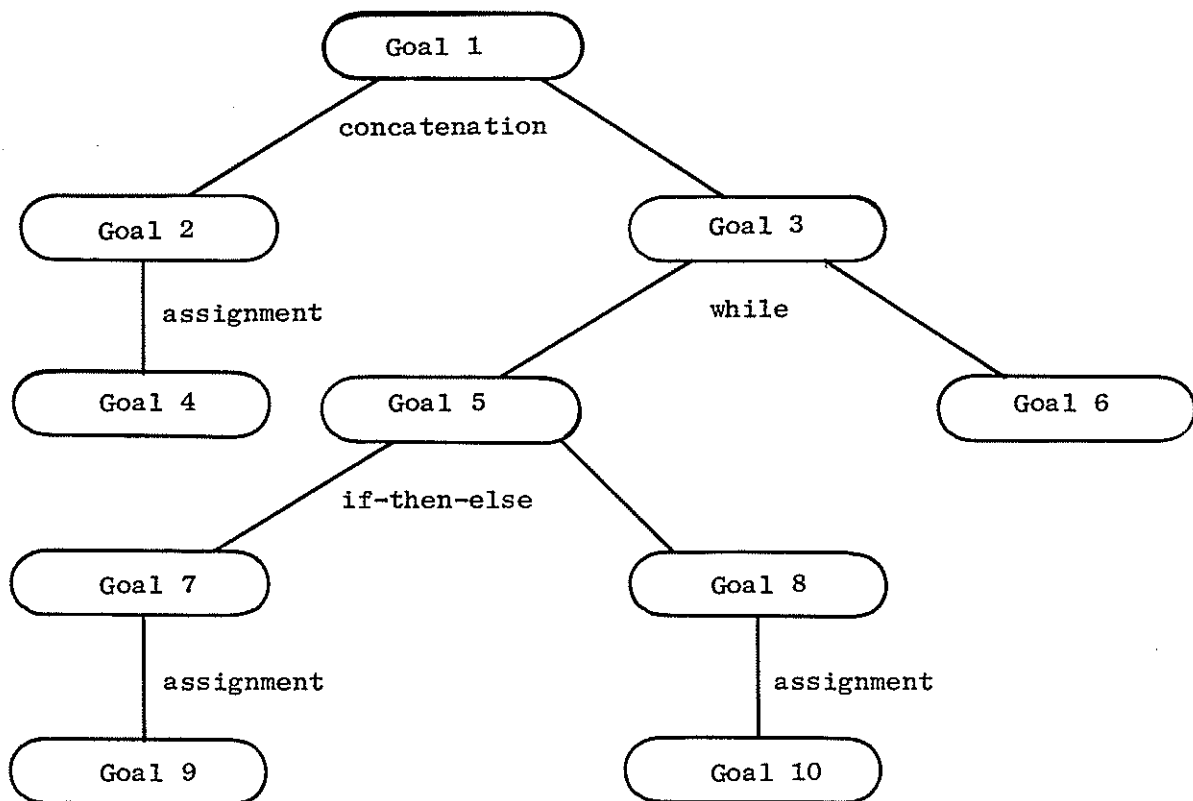 Goal 1
concatenation
Goal 2
Goal 3
assignment
while
Goal 4
Goal 5
Goal 6
if-then-else
Goal 7
Goal 8
assignment
assignment
Goal 9
Goal 10